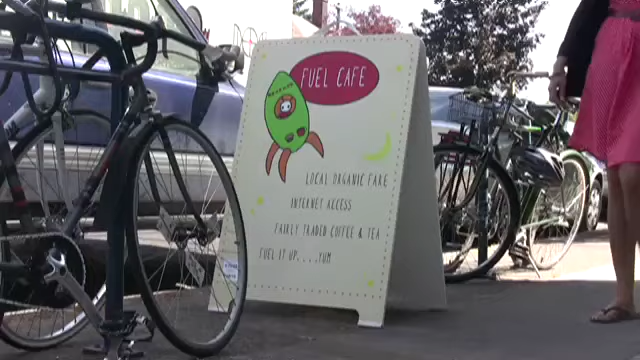 FUEL CAFE
LOCAL ORGANIC FARE
INTERNET ACCESS
FAIRLY TRADED COFFEE & TEA
FUEL IT UP....YUM